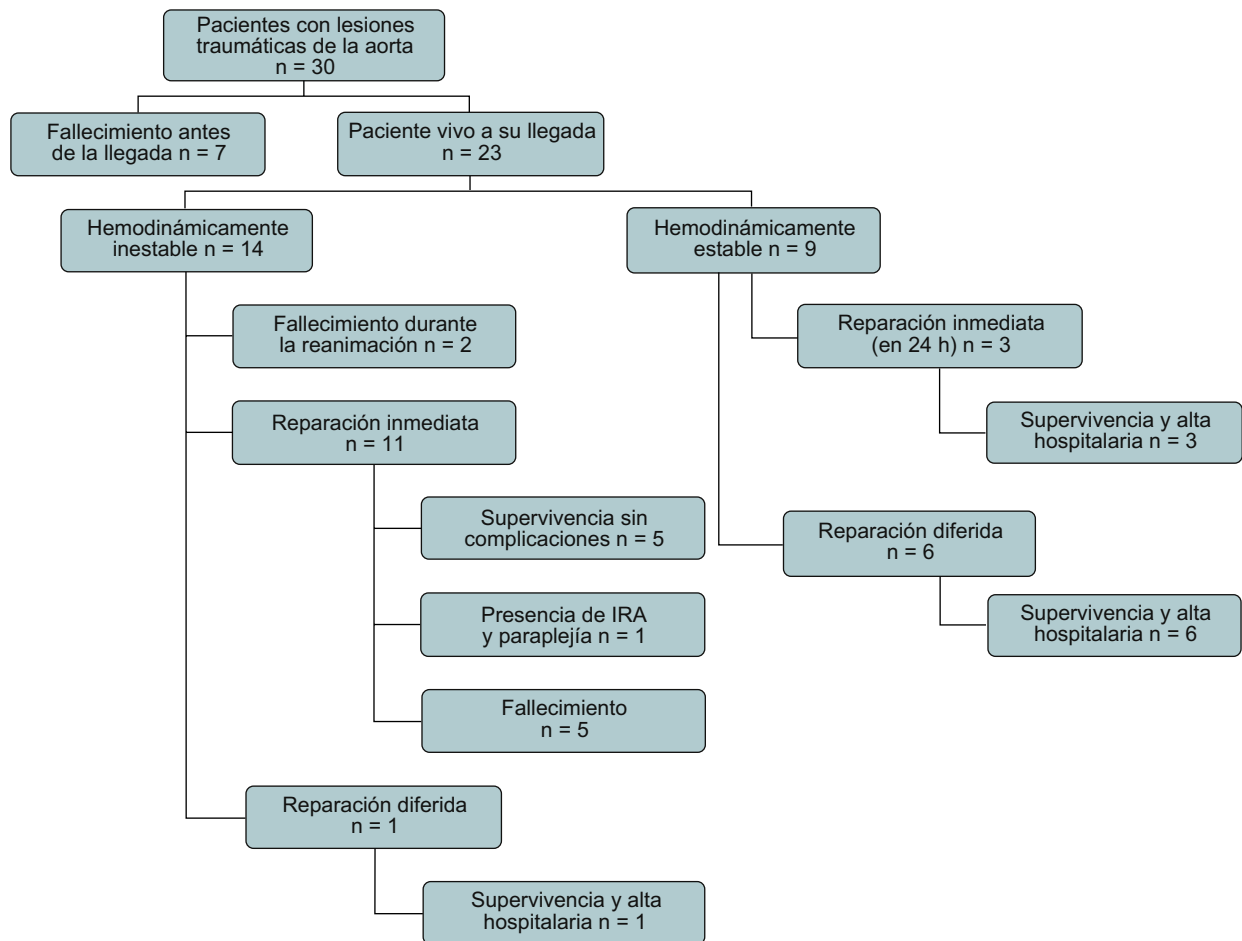 Pacientes con lesiones
traumáticas de la aorta
n = 30
Fallecimiento antes
de la llegada n = 7
Paciente vivo a su llegada
n = 23
Hemodinámicamente
inestable n = 14
Hemodinámicamente
estable n = 9
Fallecimiento durante
la reanimación n = 2
Reparación inmediata
(en 24 h) n = 3
Supervivencia y alta
hospitalaria n = 3
Reparación inmediata
n = 11
Supervivencia sin
complicaciones n = 5
Reparación diferida
n = 6
Presencia de IRA
y paraplejía n = 1
Supervivencia y alta
hospitalaria n = 6
Fallecimiento
n = 5
Reparación diferida
n = 1
Supervivencia y alta
hospitalaria n = 1